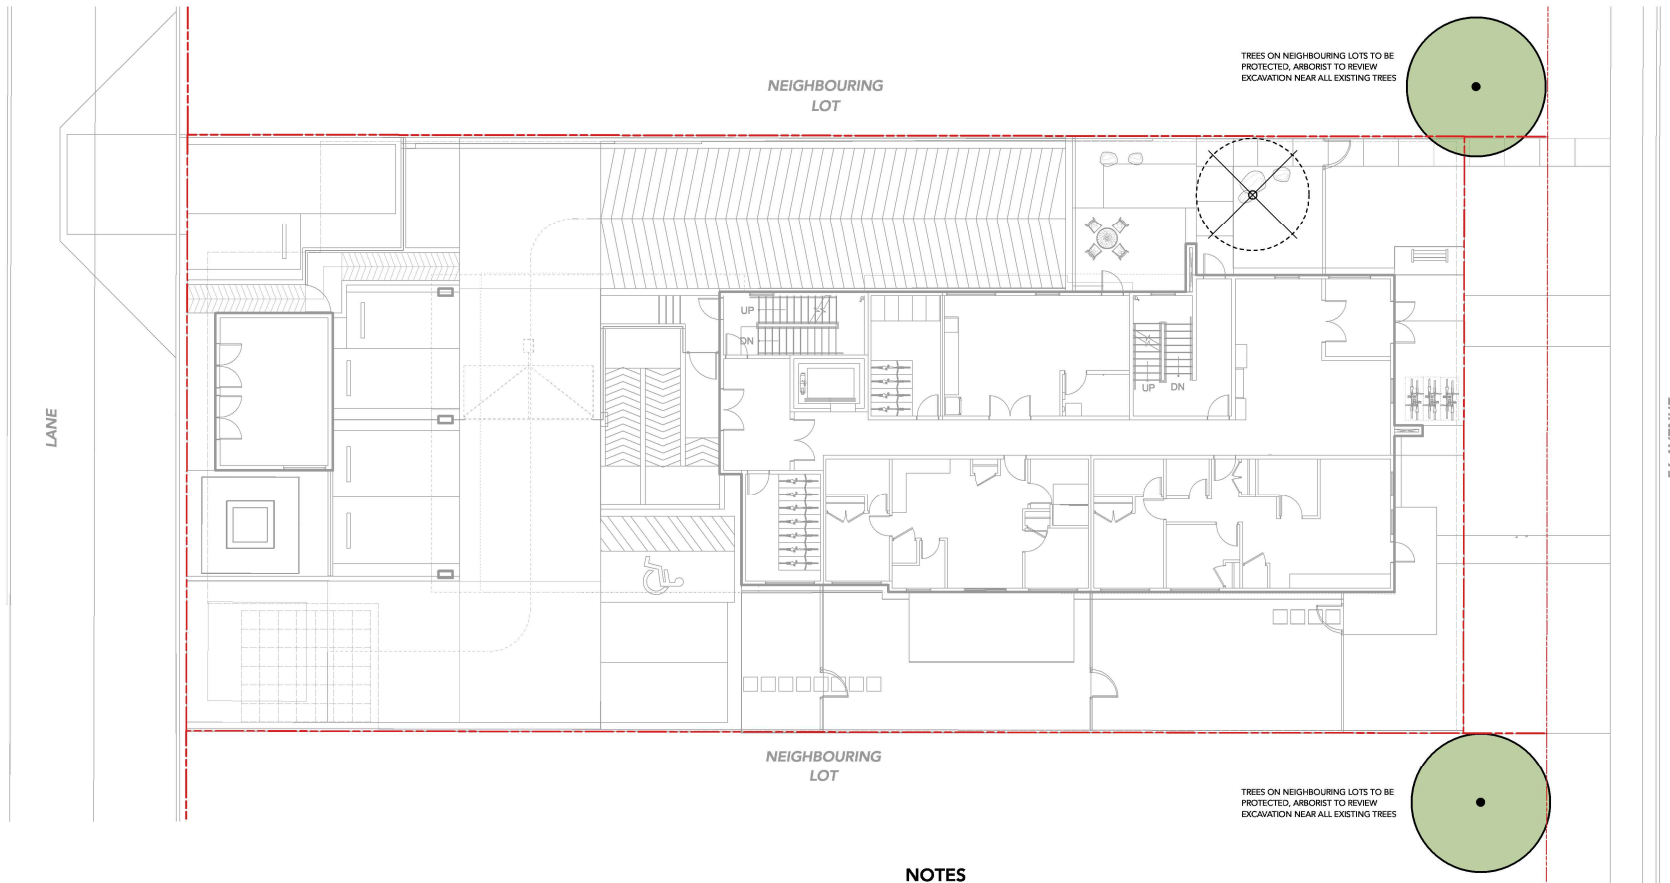 TREES ON NEIGHBOURING LOTS TO BE
PROTECTED, ARBORIST TO REVIEW
EXCAVATION NEAR ALL EXISTING TREES
NEIGHBOURING
LOT
UP
DN
UP
DN
LANE
NEIGHBOURING
LOT
TREES ON NEIGHBOURING LOTS TO BE
PROTECTED, ARBORIST TO REVIEW
EXCAVATION NEAR ALL EXISTING TREES
NOTES